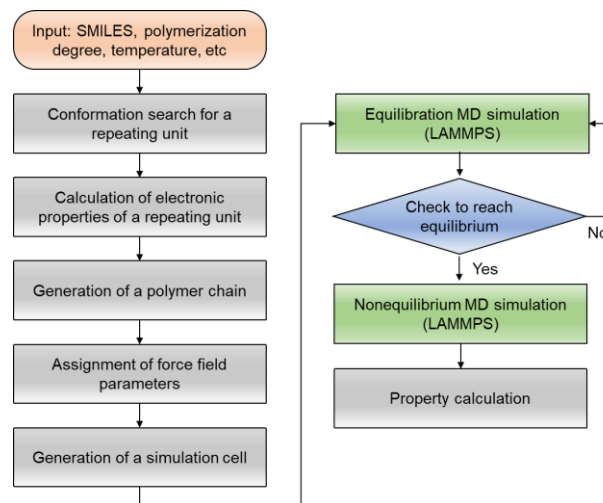 Input: SMILES, polymerization
degree, temperature, etc
Conformation search for a
repeating unit
Calculation of electronic
properties of a repeating unit
Generation of a polymer chain
Assignment of force field
parameters
Generation of a simulation cell
Equilibration MD simulation
(LAMMPS)
Check to reach
equilibrium
No
Yes
Nonequilibrium MD simulation
(LAMMPS)
Property calculation